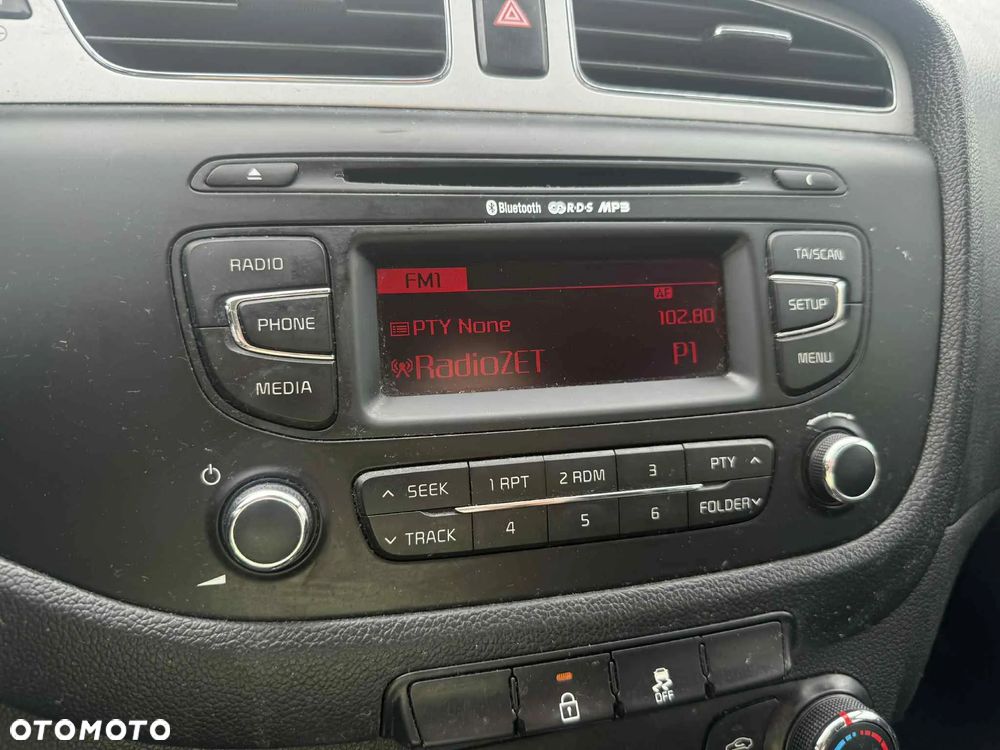 Bluetooth R·D·S MP3
RADIO
PHONE
MEDIA
FM1
AF
PTY None
102.80
RadioZET
P1
TA/SCAN
SETUP
MENU
SEEK
1 RPT
2 RDM
3
PTY
TRACK
4
5
6
FOLDER
OFF
OTOMOTO